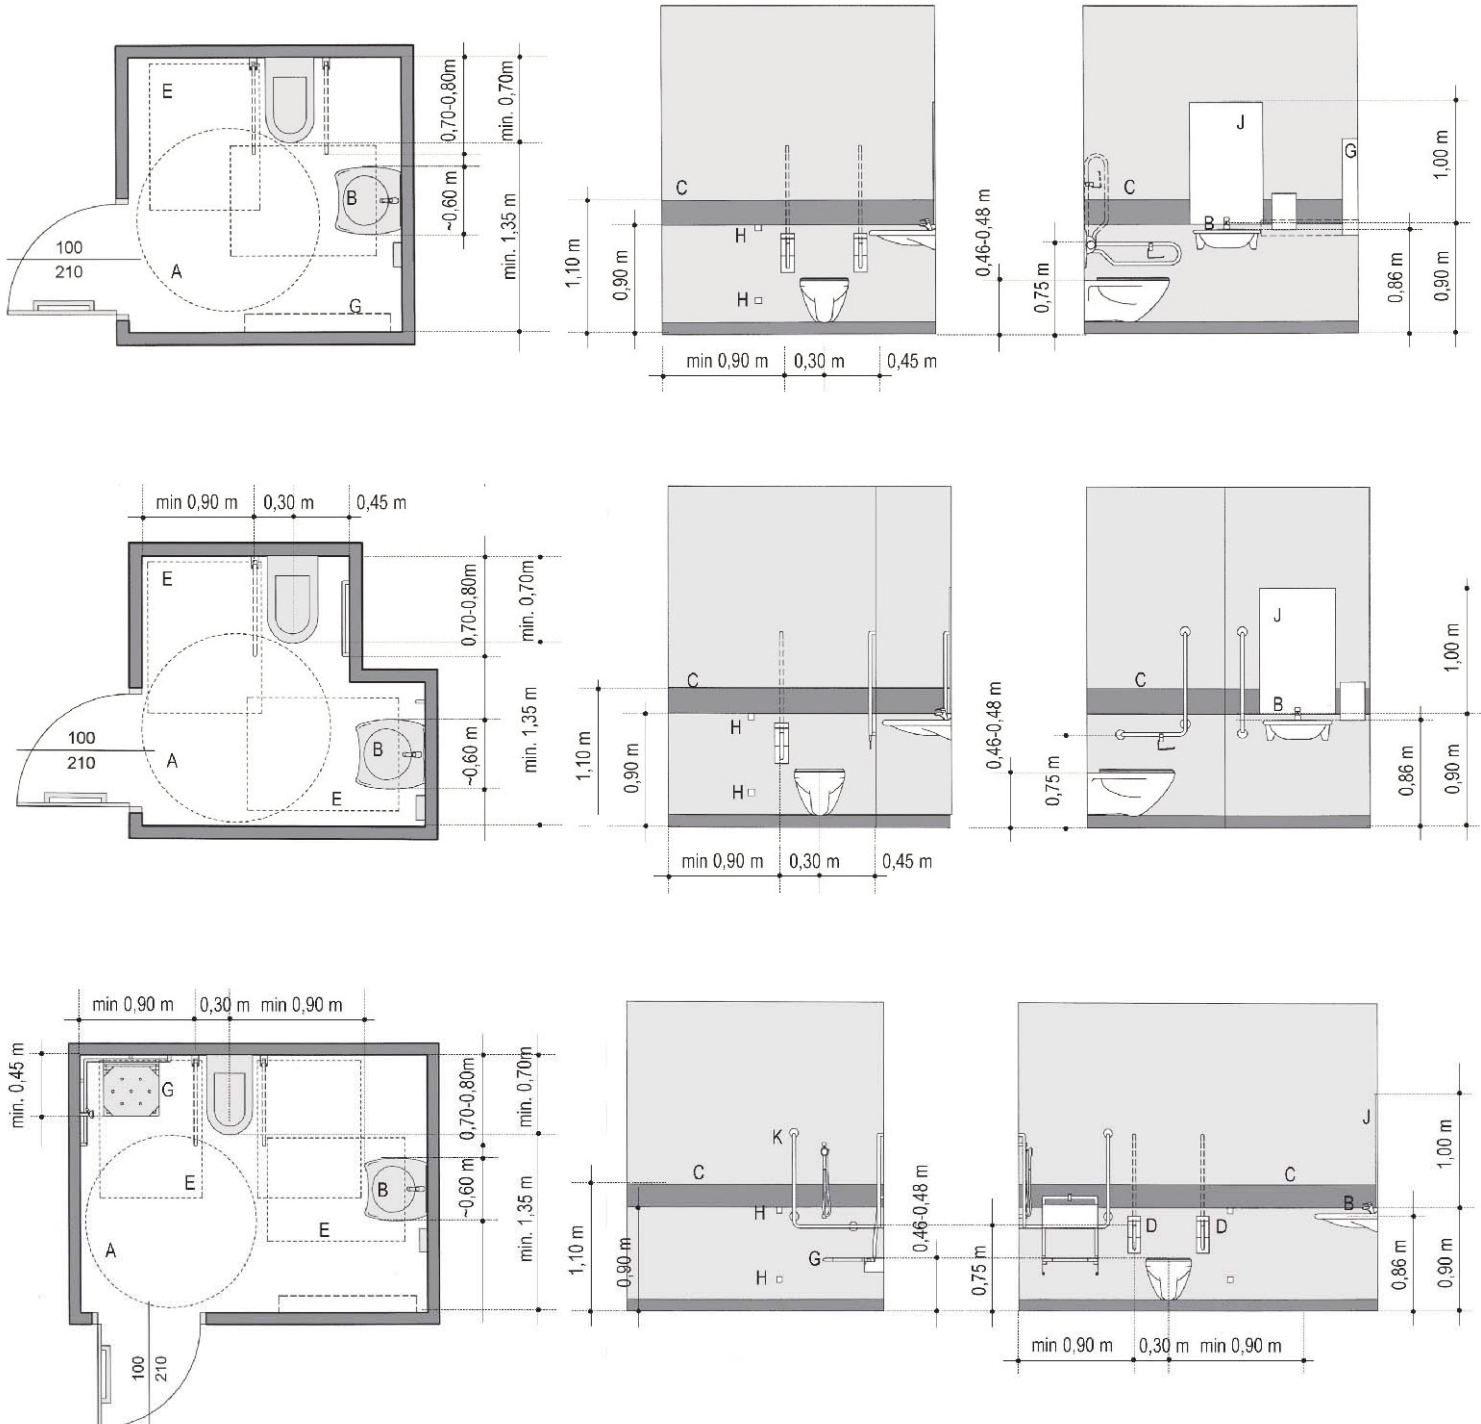 E
B
A
G
100
210
0,70-0,80m
~0,60 m
min. 0,70m
min. 1,35 m
C
H
H
1,10 m
0,90 m
min 0,90 m
0,30 m
0,45 m
J
G
C
B
0,46-0,48 m
0,75 m
1,00 m
0,86 m
0,90 m
min 0,90 m
0,30 m
0,45 m
E
B
A
E
100
210
0,70-0,80m
~0,60 m
min. 0,70m
min. 1,35 m
C
H
H
1,10 m
0,90 m
min 0,90 m
0,30 m
0,45 m
J
C
B
0,46-0,48 m
0,75 m
1,00 m
0,86 m
0,90 m
min 0,90 m
0,30 m
min 0,90 m
min. 0,45 m
G
E
B
E
A
100
210
0,70-0,80m
~0,60 m
min. 0,70m
min. 1,35 m
K
C
H
G
H
1,10 m
0,90 m
0,46-0,48 m
0,75 m
J
C
B
D
D
1,00 m
0,86 m
0,90 m
min 0,90 m
0,30 m
min 0,90 m